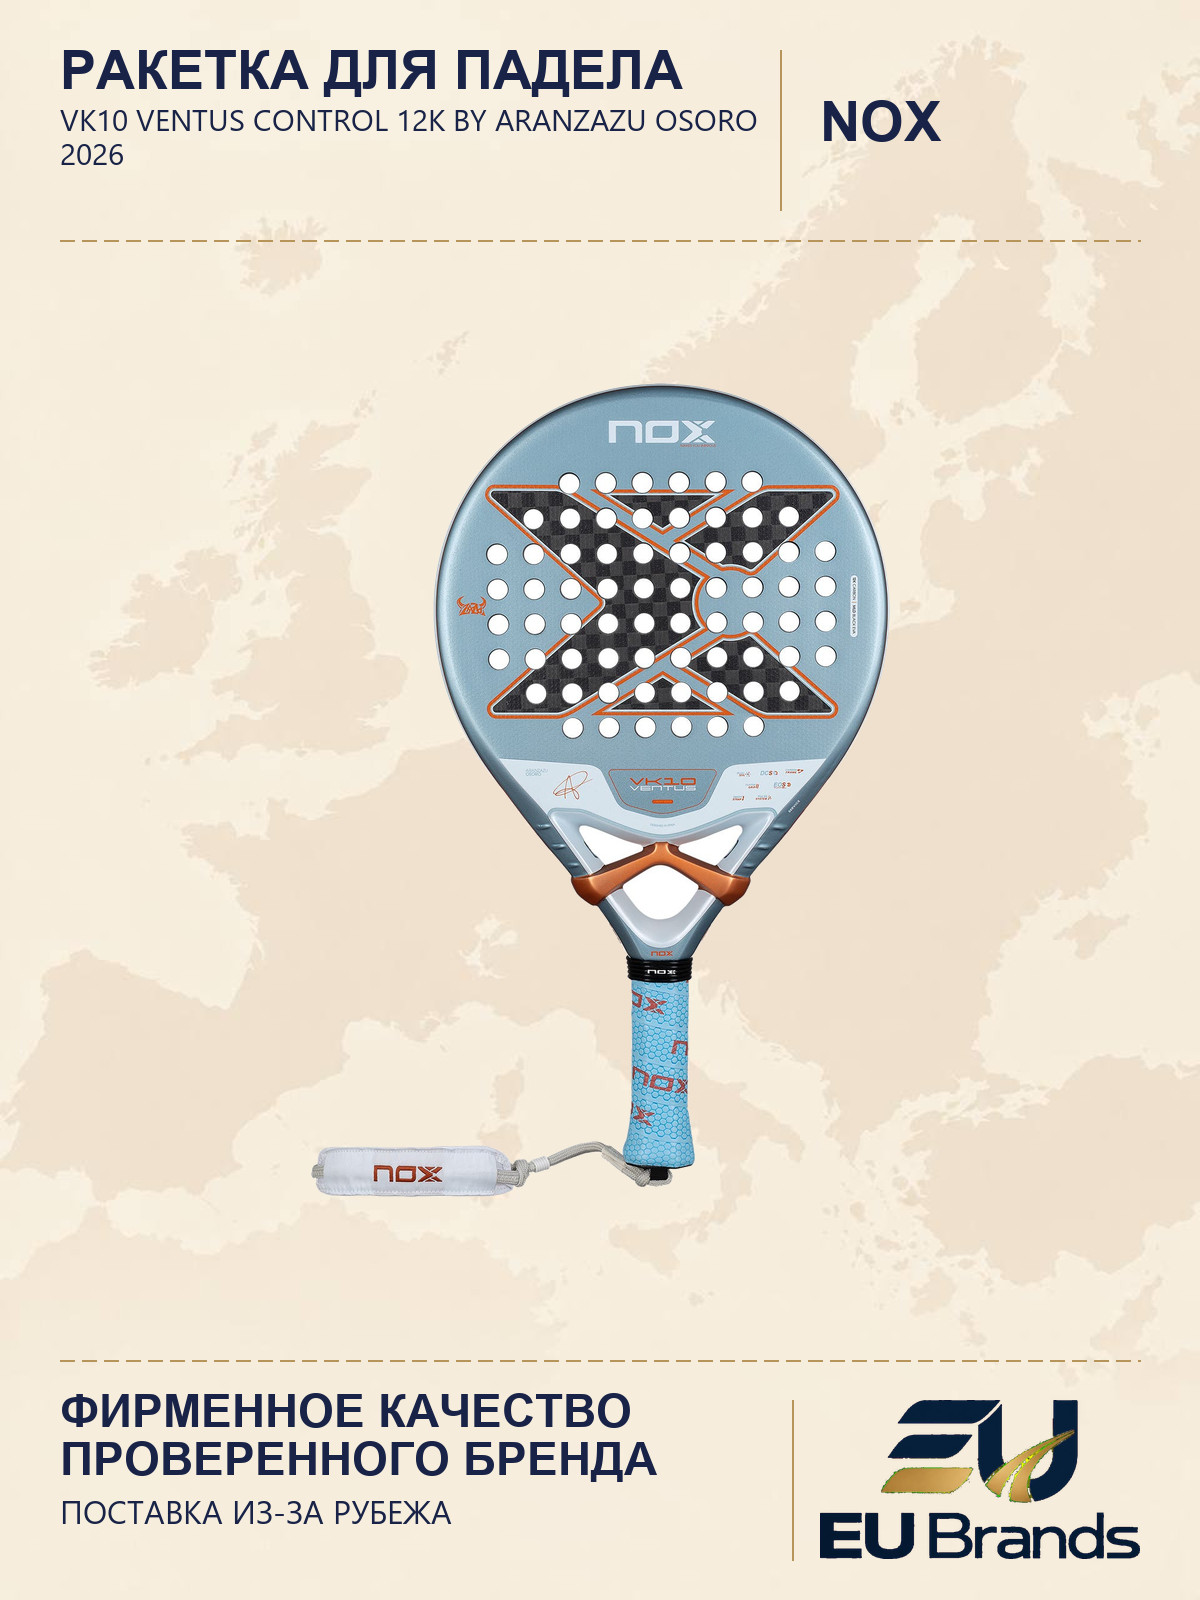 РАКЕТКА ДЛЯ ПАДЕЛА
VK10 VENTUS CONTROL 12K BY ARANZAZU OSORO
2026
NOX
nox
VK10
VENTUS
nox
nox
nox
nox
ФИРМЕННОЕ КАЧЕСТВО
ПРОВЕРЕННОГО БРЕНДА
ПОСТАВКА ИЗ-ЗА РУБЕЖА
EU
EU Brands